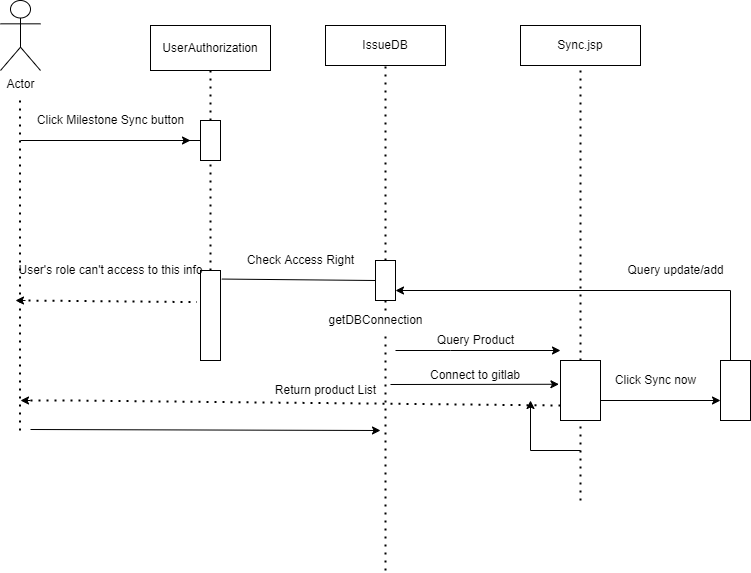 IssueDB
Sync.jsp
UserAuthorization
Actor
Click Milestone Sync button
Check Access Right
User's role can't access to this info
Query update/add
getDBConnection
Query Product
Connect to gitlab
Click Sync now
Return product List